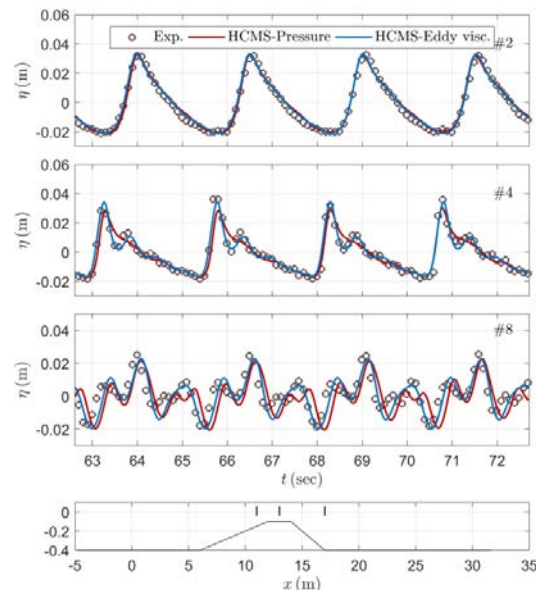 0.06
Exp. HCMS-Pressure HCMS-Eddy visc.
#2
0.04
0.02
0
-0.02
η (m)
0.06
#4
0.04
0.02
0
-0.02
η (m)
#8
0.04
0.02
0
-0.02
η (m)
63 64 65 66 67 68 69 70 71 72
t (sec)
0
-0.2
-0.4
-5 0 5 10 15 20 25 30 35
x (m)